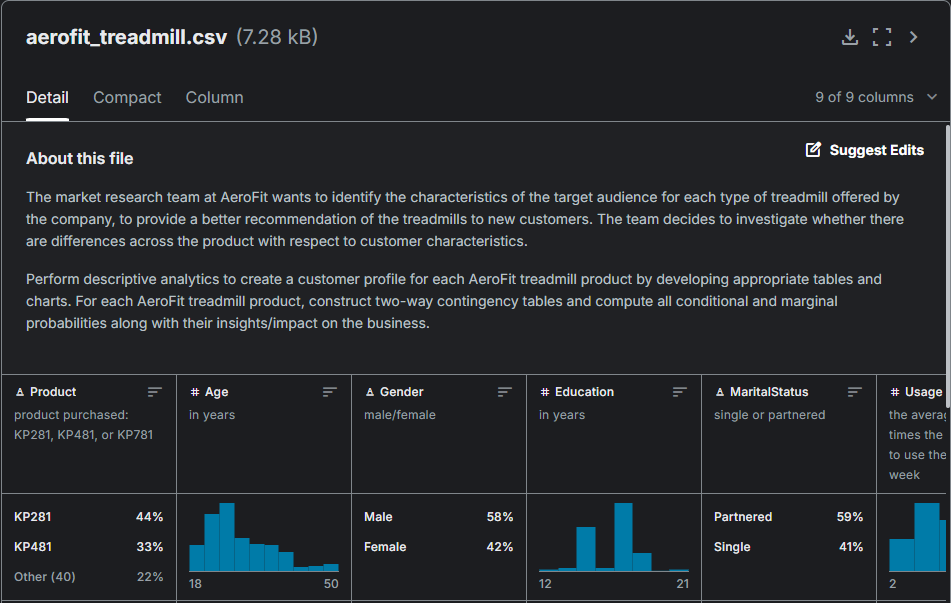 aerofit_treadmill.csv (7.28 kB)
Detail Compact Column 9 of 9 columns
About this file
Suggest Edits
The market research team at AeroFit wants to identify the characteristics of the target audience for each type of treadmill offered by
the company, to provide a better recommendation of the treadmills to new customers. The team decides to investigate whether there
are differences across the product with respect to customer characteristics.
Perform descriptive analytics to create a customer profile for each AeroFit treadmill product by developing appropriate tables and
charts. For each AeroFit treadmill product, construct two-way contingency tables and compute all conditional and marginal
probabilities along with their insights/impact on the business.
Product
product purchased:
KP281, KP481, or KP781
KP281 44%
KP481 33%
Other (40) 22%
# Age
in years
18 50
Gender
male/female
Male 58%
Female 42%
# Education
in years
12 21
MaritalStatus
single or partnered
Partnered 59%
Single 41%
# Usage
the
times the
to use the
week
2